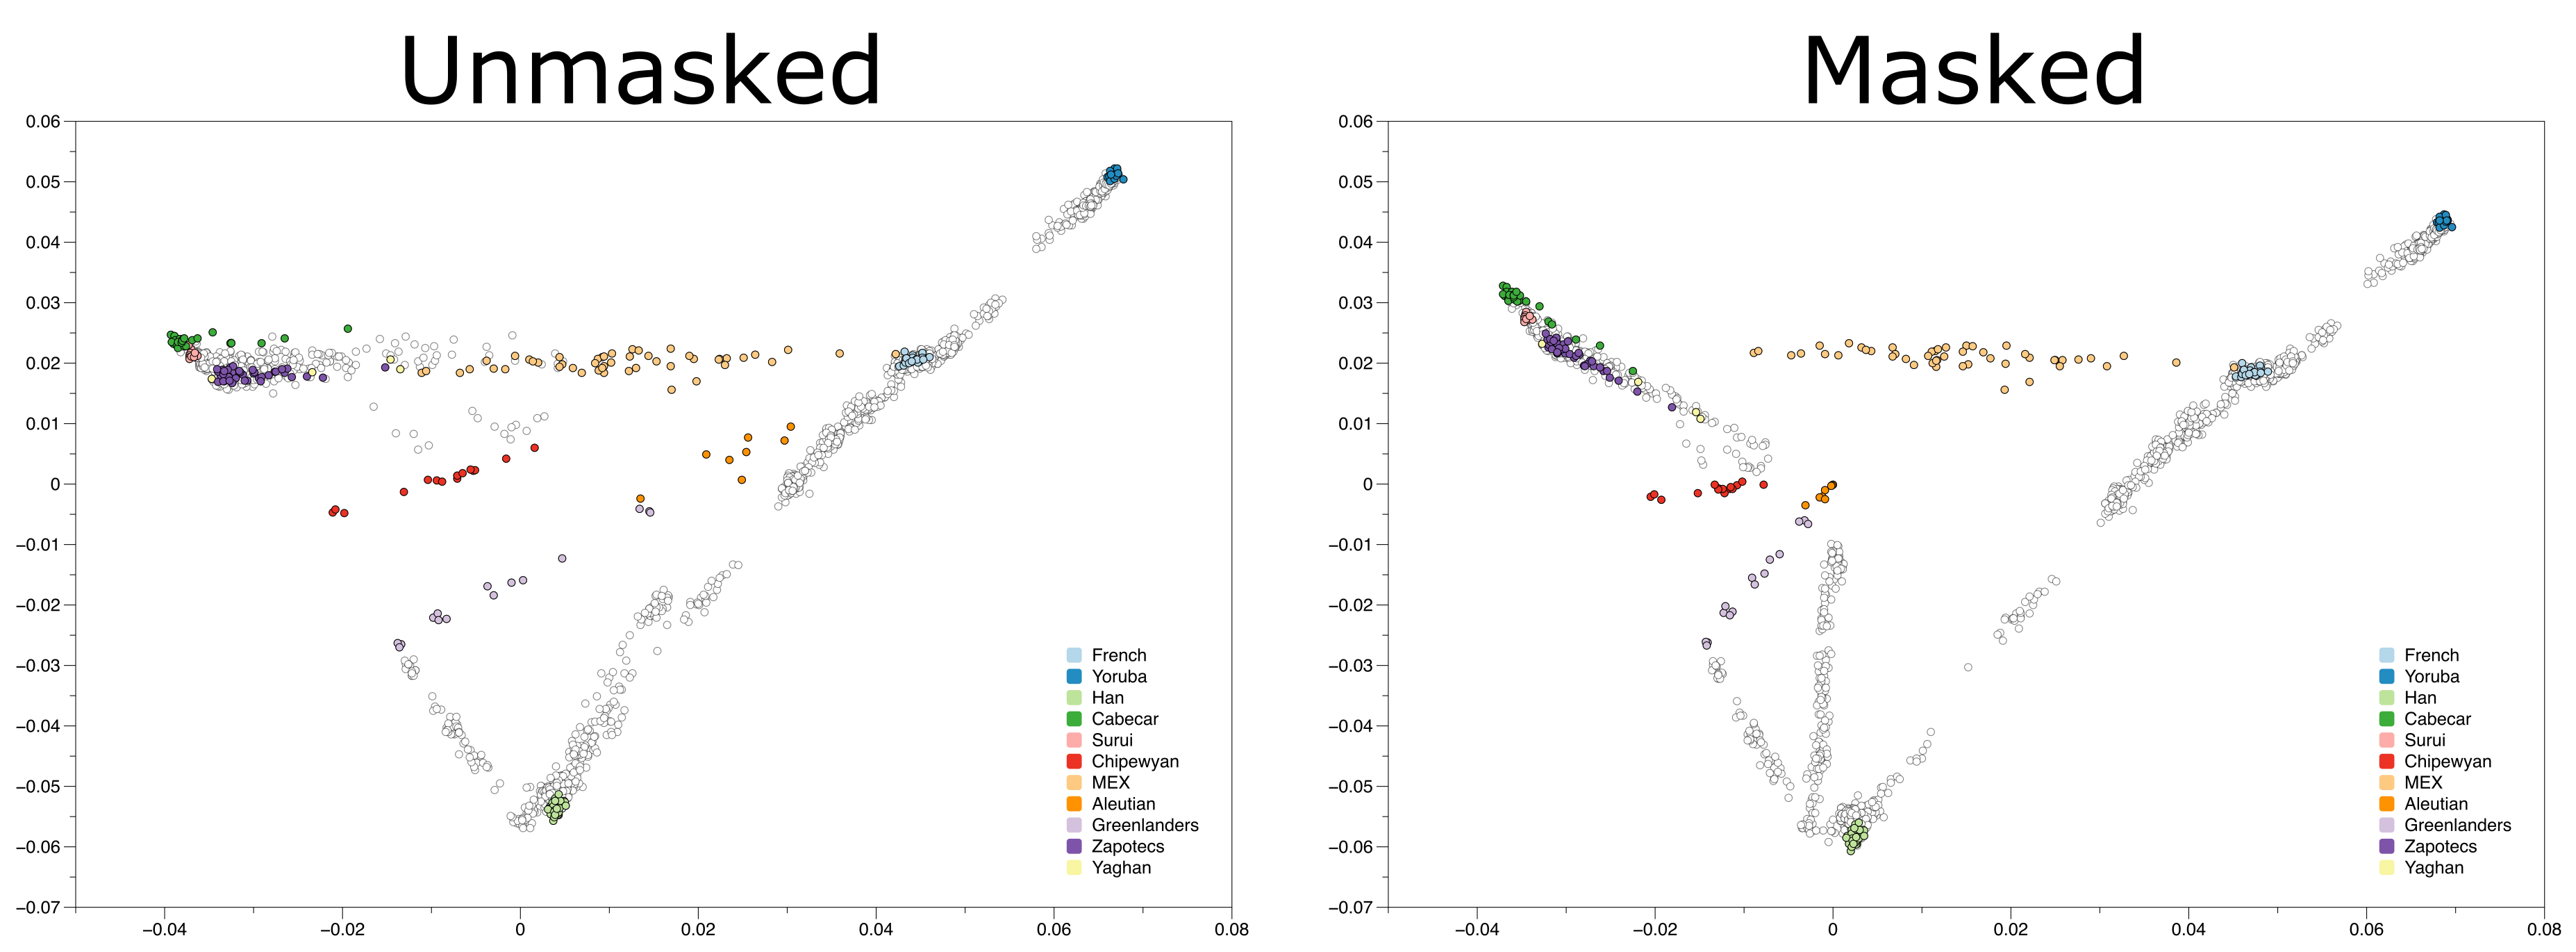 Unmasked
0.06
0.05
0.04
0.03
0.02
0.01
0
−0.01
−0.02
−0.03
−0.04
−0.05
−0.06
−0.07
−0.04
−0.02
0
0.02
0.04
0.06
0.08
French
Yoruba
Han
Cabecar
Surui
Chipewyan
MEX
Aleutian
Greenlanders
Zapotecs
Yaghan
Masked
0.06
0.05
0.04
0.03
0.02
0.01
0
−0.01
−0.02
−0.03
−0.04
−0.05
−0.06
−0.07
−0.04
−0.02
0
0.02
0.04
0.06
0.08
French
Yoruba
Han
Cabecar
Surui
Chipewyan
MEX
Aleutian
Greenlanders
Zapotecs
Yaghan